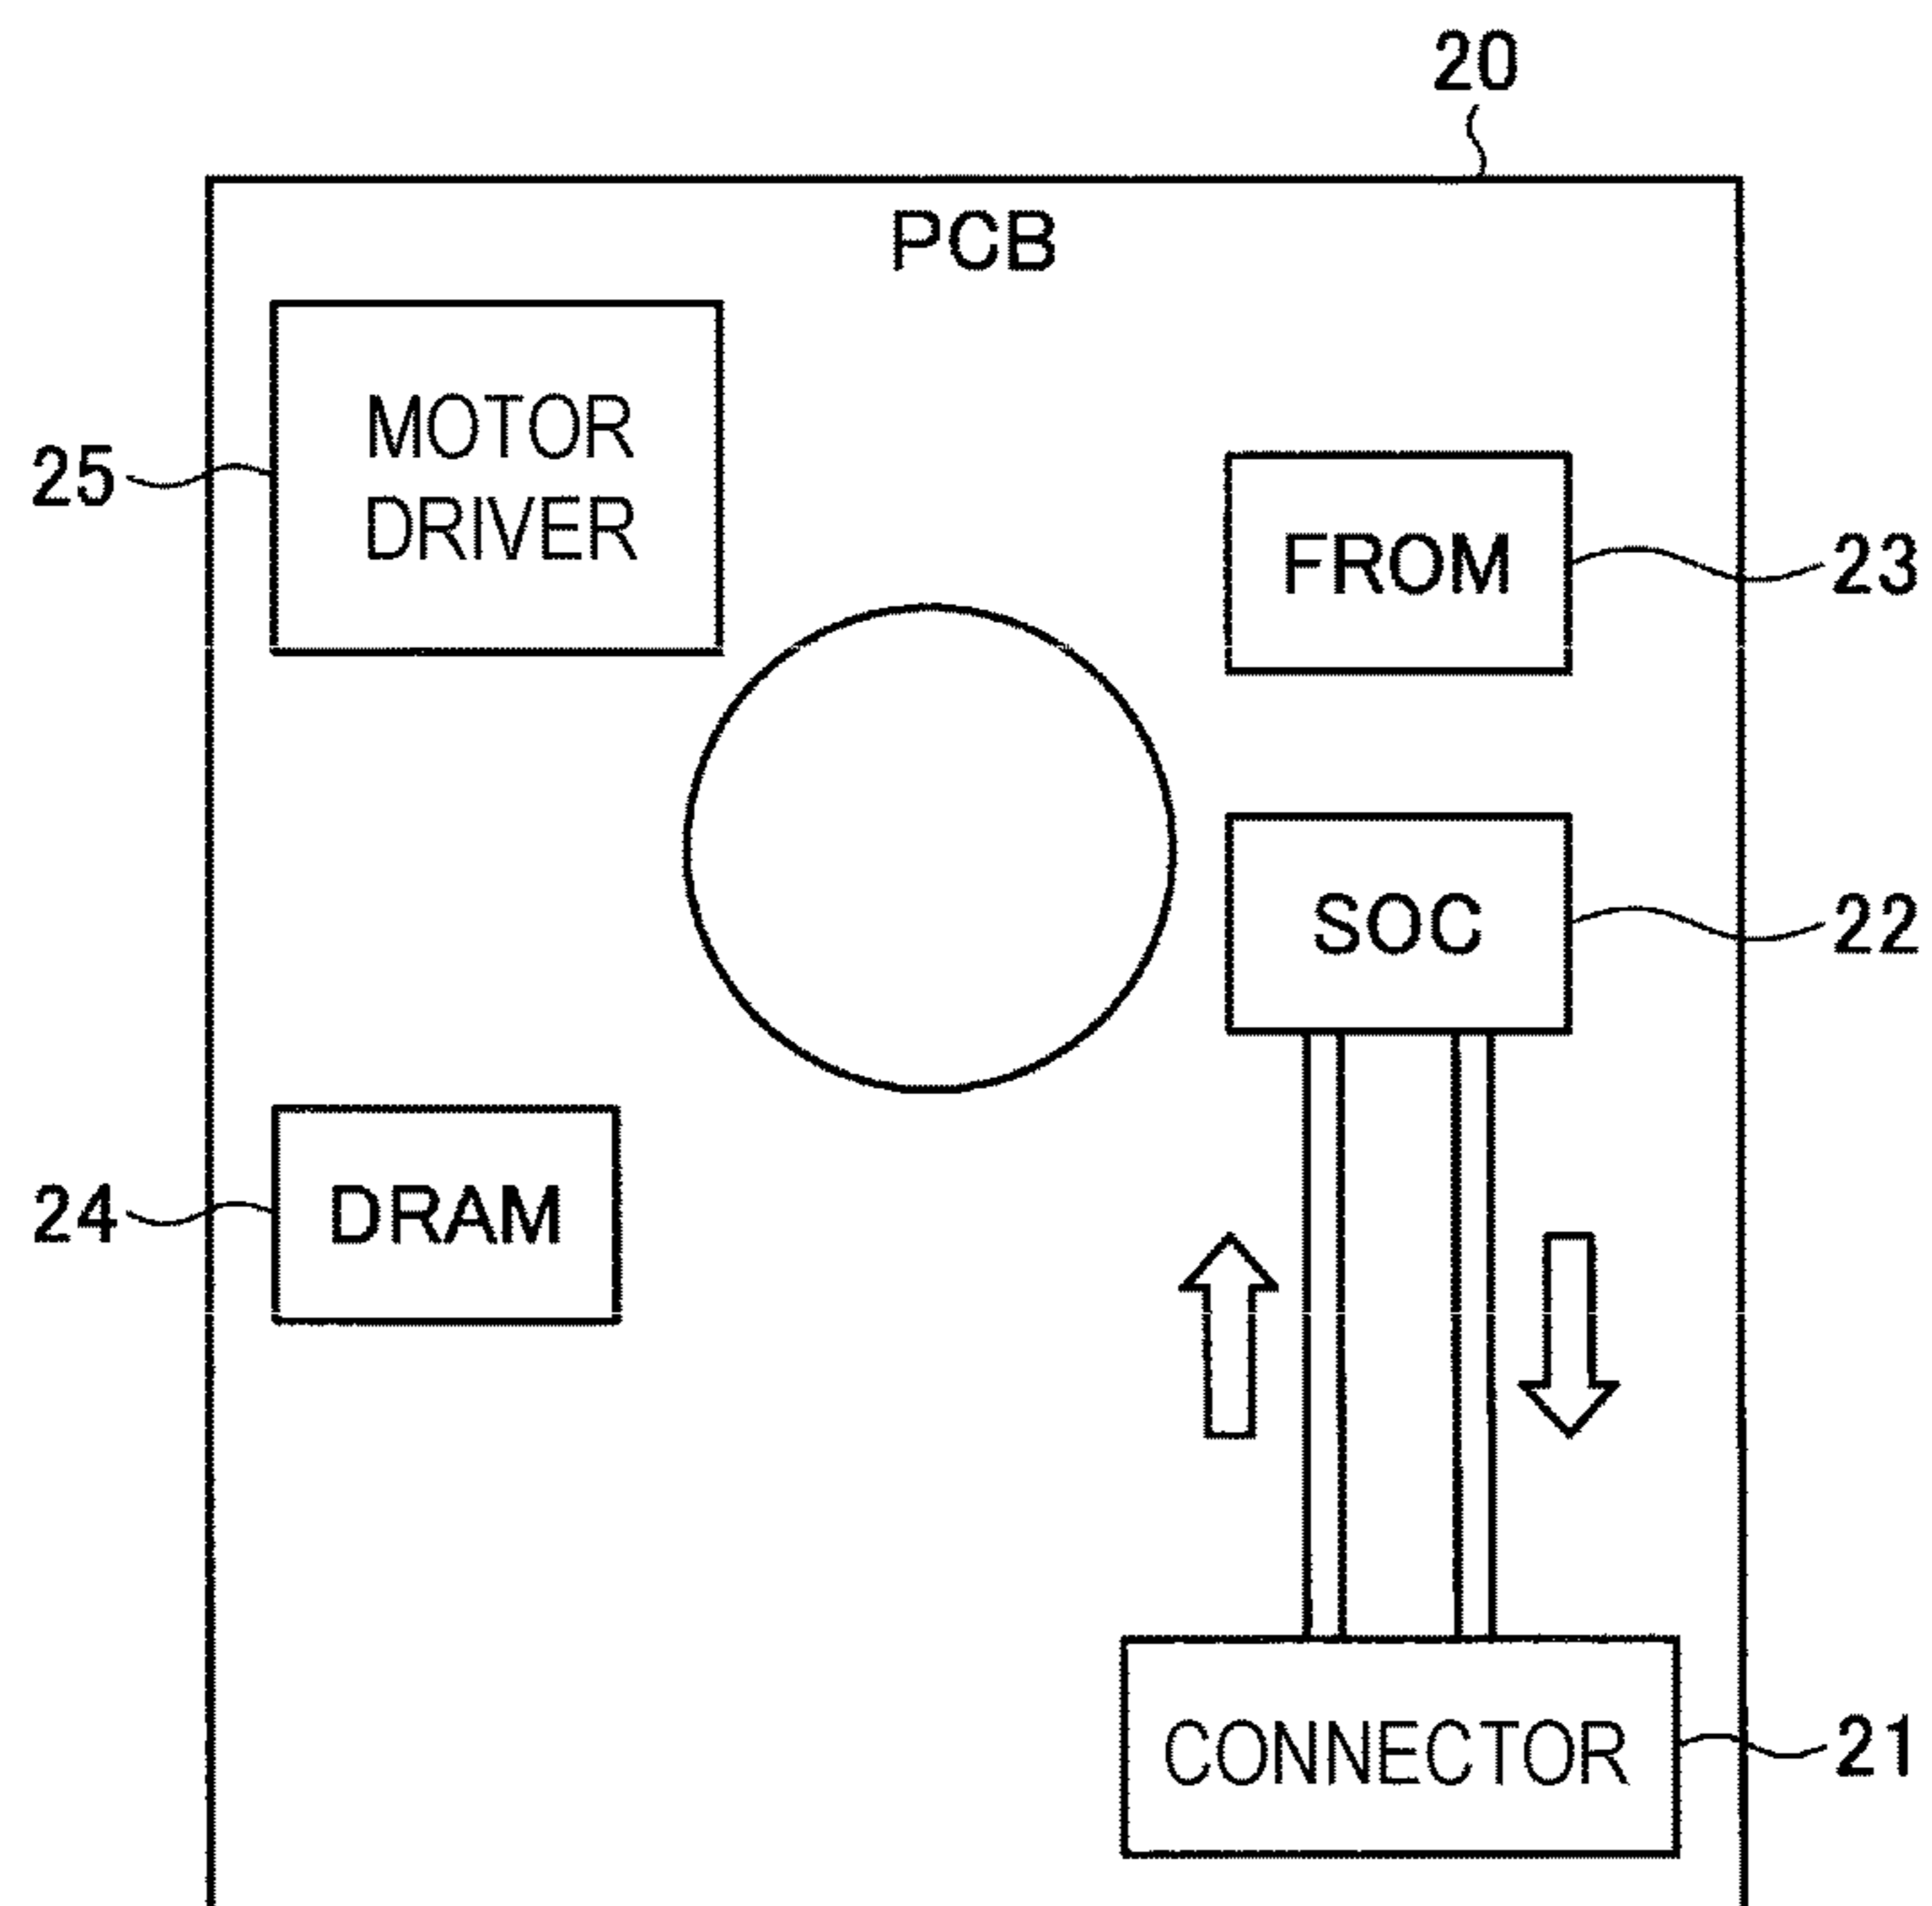 20
PCB
MOTOR
DRIVER
25
FROM
23
SOC
22
DRAM
24
CONNECTOR
21